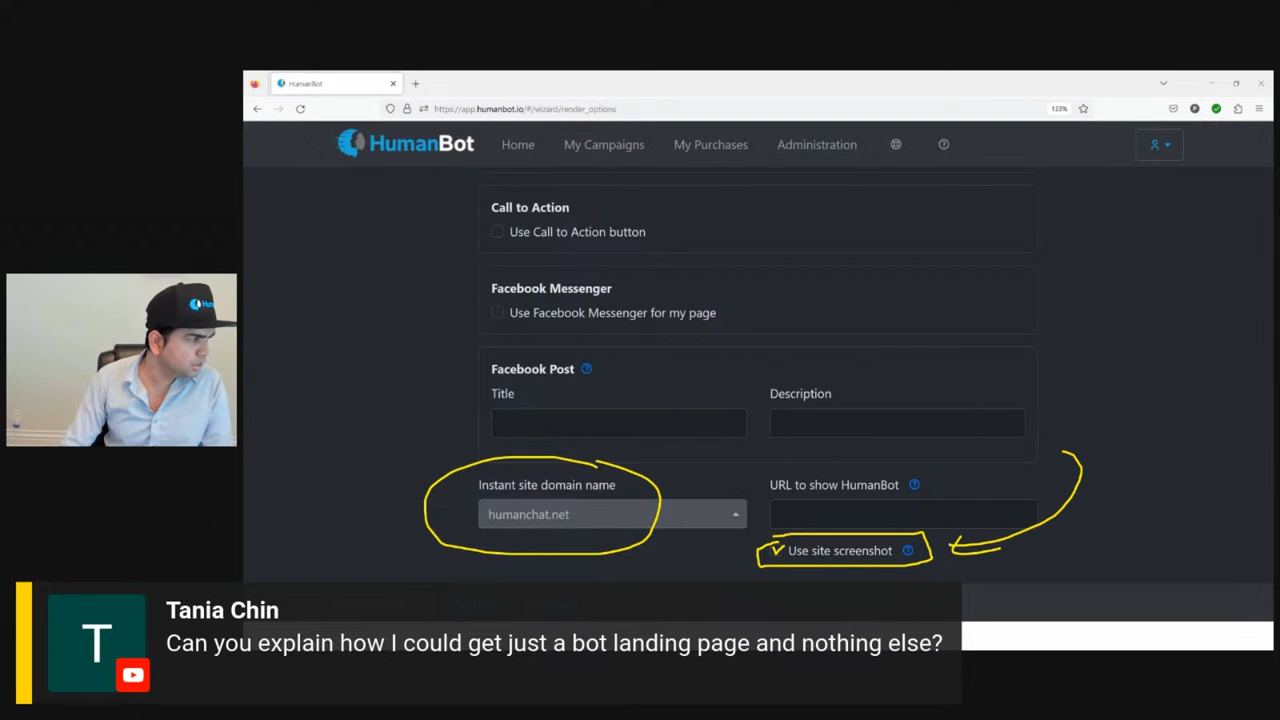 HumanBot
https://app.humanbot.io/#/wizard/render_options
133%
HumanBot
Home
My Campaigns
My Purchases
Administration
Call to Action
Use Call to Action button
Facebook Messenger
Use Facebook Messenger for my page
Facebook Post
Title
Description
Instant site domain name
URL to show HumanBot
humanchat.net
Use site screenshot
Tania Chin
T
Can you explain how I could get just a bot landing page and nothing else?